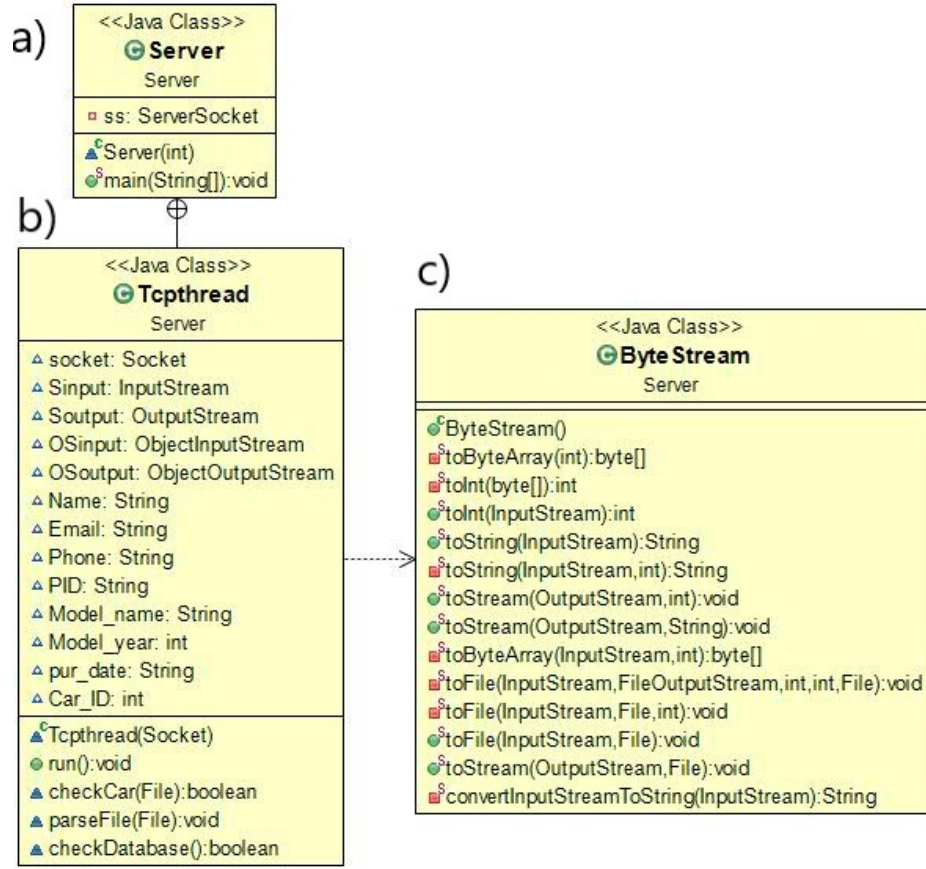 a)
<<Java Class>>
Server
Server
ss: ServerSocket
Server(int)
main(String[]):void
b)
<<Java Class>>
Tcpthread
Server
socket: Socket
Sinput: InputStream
Soutput: OutputStream
OSinput: ObjectInputStream
OSoutput: ObjectOutputStream
Name: String
Email: String
Phone: String
PID: String
Model_name: String
Model_year: int
pur_date: String
Car_ID: int
Tcpthread(Socket)
run():void
checkCar(File):boolean
parseFile(File):void
checkDatabase():boolean
c)
<<Java Class>>
ByteStream
Server
ByteStream()
toByteArray(int):byte[]
toInt(byte[]):int
toInt(InputStream):int
toString(InputStream):String
toString(InputStream,int):String
toStream(OutputStream,int):void
toStream(OutputStream,String):void
toByteArray(InputStream,int):byte[]
toFile(InputStream,FileOutputStream,int,int,File):void
toFile(InputStream,File,int):void
toFile(InputStream,File):void
toStream(OutputStream,File):void
convertInputStreamToString(InputStream):String